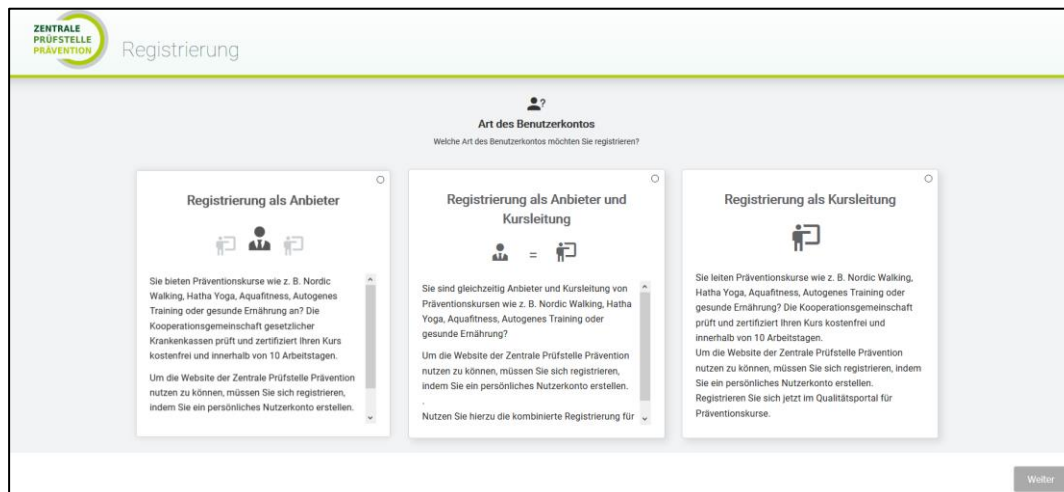 ZENTRALE
PRÜFSTELLE
PRÄVENTION
Registrierung
?
Art des Benutzerkontos
Welche Art des Benutzerkontos möchten Sie registrieren?
Registrierung als Anbieter
Sie bieten Präventionskurse wie z. B. Nordic
Walking, Hatha Yoga, Aquafitness, Autogenes
Training oder gesunde Ernährung an? Die
Kooperationsgemeinschaft gesetzlicher
Krankenkassen prüft und zertifiziert Ihren Kurs
kostenfrei und innerhalb von 10 Arbeitstagen.
Um die Website der Zentrale Prüfstelle Prävention
nutzen zu können, müssen Sie sich registrieren,
indem Sie ein persönliches Nutzerkonto erstellen.
Registrierung als Anbieter und
Kursleitung
=
Sie sind gleichzeitig Anbieter und Kursleitung von
Präventionskursen wie z. B. Nordic Walking, Hatha
Yoga, Aquafitness, Autogenes Training oder
gesunde Ernährung?
Um die Website der Zentrale Prüfstelle Prävention
nutzen zu können, müssen Sie sich registrieren,
indem Sie ein persönliches Nutzerkonto erstellen.
.
Nutzen Sie hierzu die kombinierte Registrierung für
Registrierung als Kursleitung
Sie leiten Präventionskurse wie z. B. Nordic Walking,
Hatha Yoga, Aquafitness, Autogenes Training oder
gesunde Ernährung? Die Kooperationsgemeinschaft
prüft und zertifiziert Ihren Kurs kostenfrei und
innerhalb von 10 Arbeitstagen.
Um die Website der Zentrale Prüfstelle Prävention
nutzen zu können, müssen Sie sich registrieren, indem
Sie ein persönliches Nutzerkonto erstellen.
Registrieren Sie sich jetzt im Qualitätsportal für
Präventionskurse.
Weiter